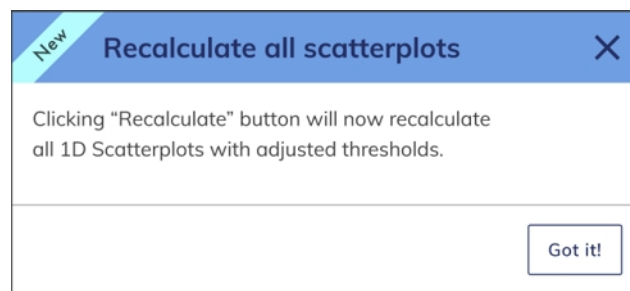 New
Recalculate all scatterplots
Clicking “Recalculate” button will now recalculate
all 1D Scatterplots with adjusted thresholds.
Got it!